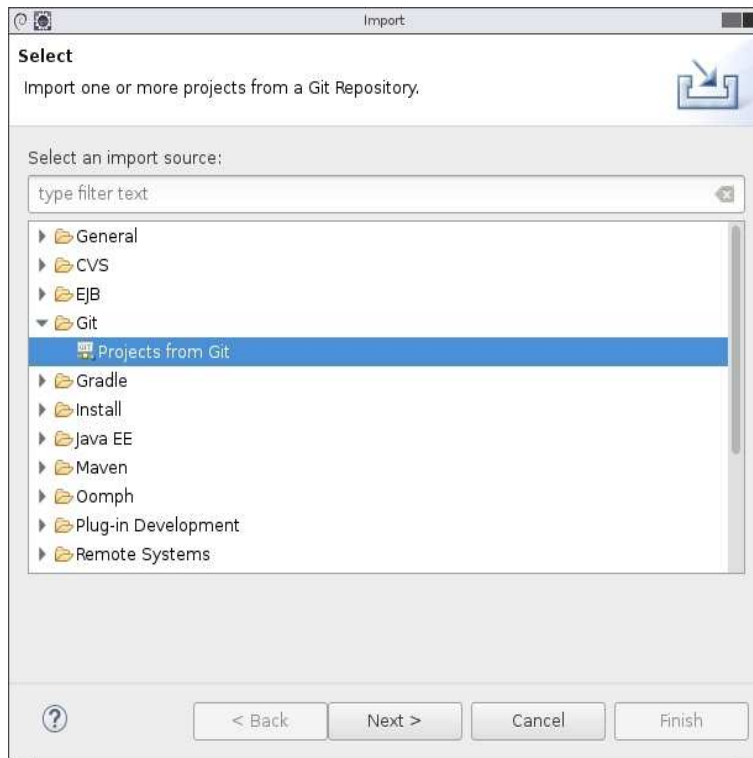 Import
Select
Import one or more projects from a Git Repository.
Select an import source:
type filter text
General
CVS
EJB
Git
Projects from Git
Gradle
Install
Java EE
Maven
Oomph
Plug-in Development
Remote Systems
? < Back Next > Cancel Finish